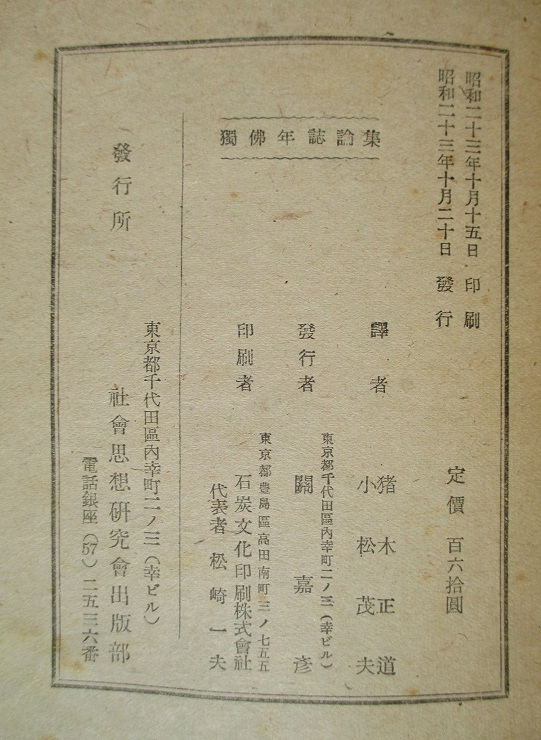 昭和二十三年十月十五日 印刷
昭和二十三年十月二十日 發行
定價 百六拾圓
獨佛年誌論集
譯者
猪木正道
小松茂夫
發行者
東京都千代田區內幸町二ノ三(幸ビル)
關嘉彥
印刷者
東京都豊島區高田南町三ノ七五五
石炭文化印刷株式會社
代表者 松崎一夫
發行所
東京都千代田區內幸町二ノ三(幸ビル)
社會思想硏究會出版部
電話銀座(57)二五三六番